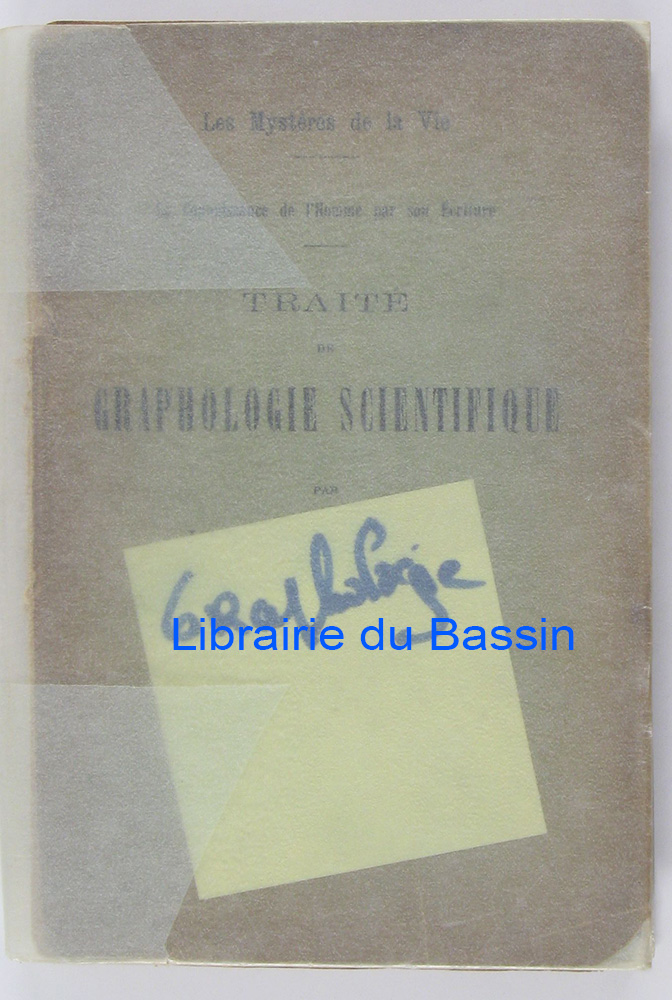 Les Mystères de la Vie
La Connaissance de l'Homme par son Écriture
TRAITÉ
DE
GRAPHOLOGIE SCIENTIFIQUE
PAR
Graphologie
Librairie du Bassin